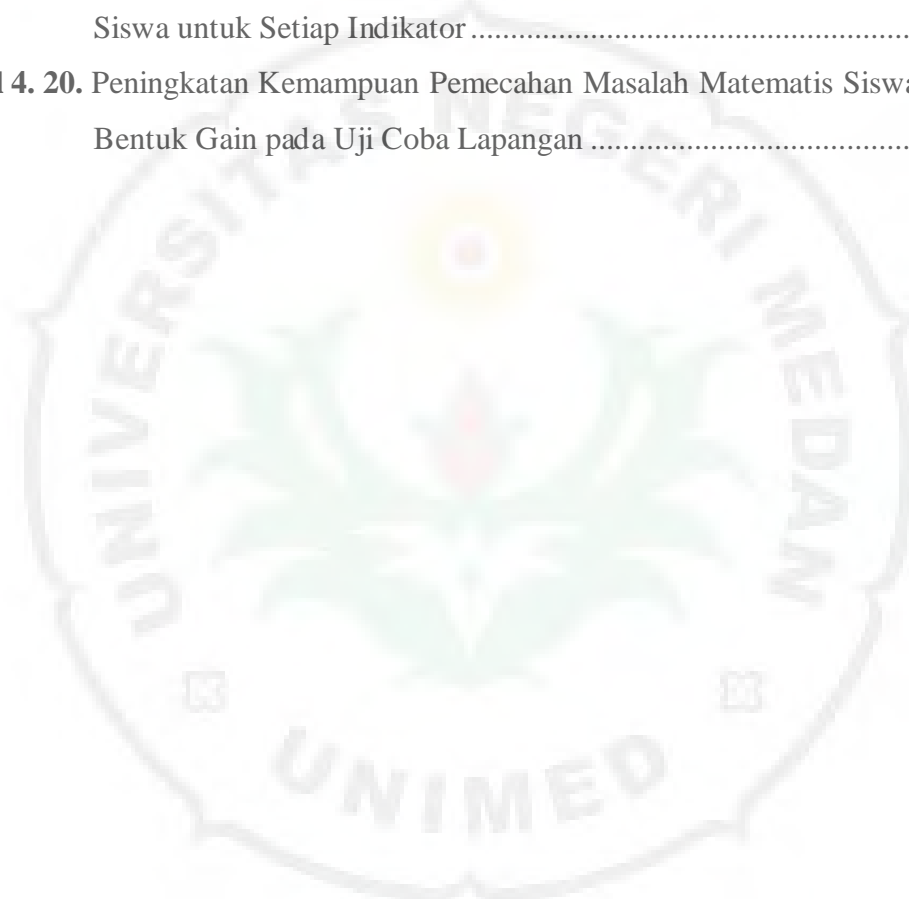 Siswa untuk Setiap Indikator ........................................................
l 4. 20. Peningkatan Kemampuan Pemecahan Masalah Matematis Siswa
Bentuk Gain pada Uji Coba Lapangan ........................................
UNIVERSITAS NEGERI MEDAN
UNIMED